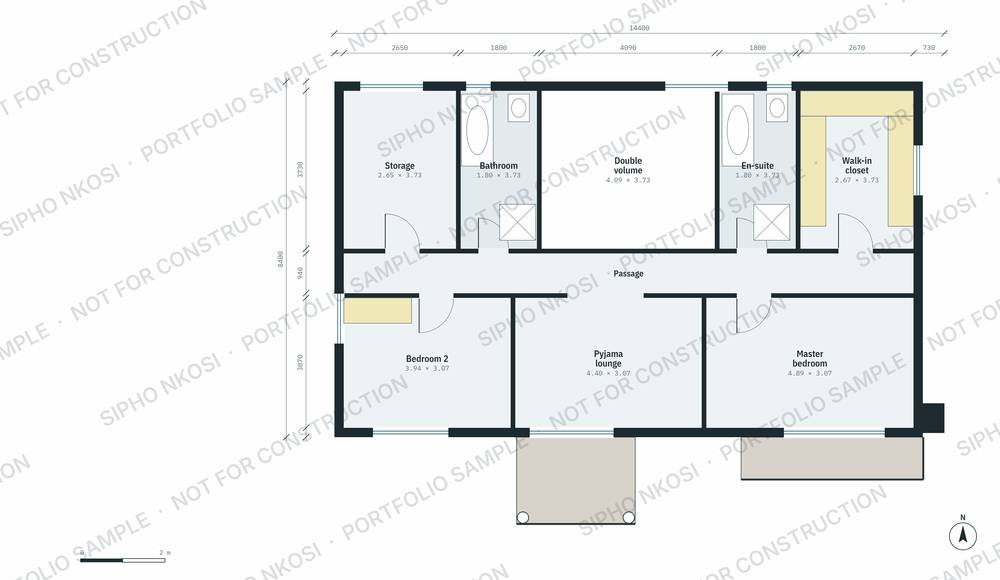 14400
2650
1800
4090
1800
2670
730
8400
3730
940
3070
Storage
2.65 × 3.73
Bathroom
1.80 × 3.73
Double
volume
4.09 × 3.73
En-suite
1.80 × 3.73
Walk-in
closet
2.67 × 3.73
Passage
Bedroom 2
3.94 × 3.07
Pyjama
lounge
4.40 × 3.07
Master
bedroom
4.89 × 3.07
2 m
N
SIPHO NKOSI · PORTFOLIO SAMPLE · NOT FOR CONSTRUCTION